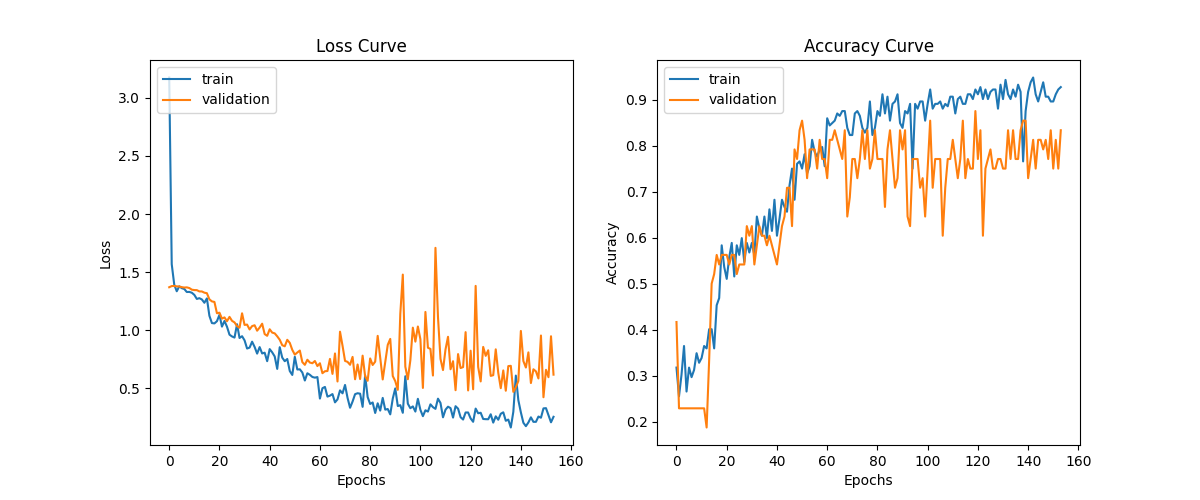 Loss Curve
train
validation
3.0
2.5
2.0
1.5
1.0
0.5
Loss
0 20 40 60 80 100 120 140 160
Epochs
Accuracy Curve
train
validation
0.9
0.8
0.7
0.6
0.5
0.4
0.3
0.2
Accuracy
0 20 40 60 80 100 120 140 160
Epochs